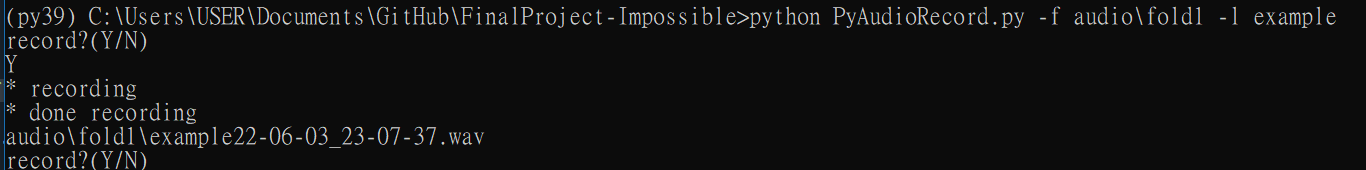 (py39) C:\Users\USER\Documents\GitHub\FinalProject-Impossible>python PyAudioRecord.py -f audio\fold1 -l example
record?(Y/N)
Y
* recording
* done recording
audio\fold1\example22-06-03_23-07-37.wav
record?(Y/N)